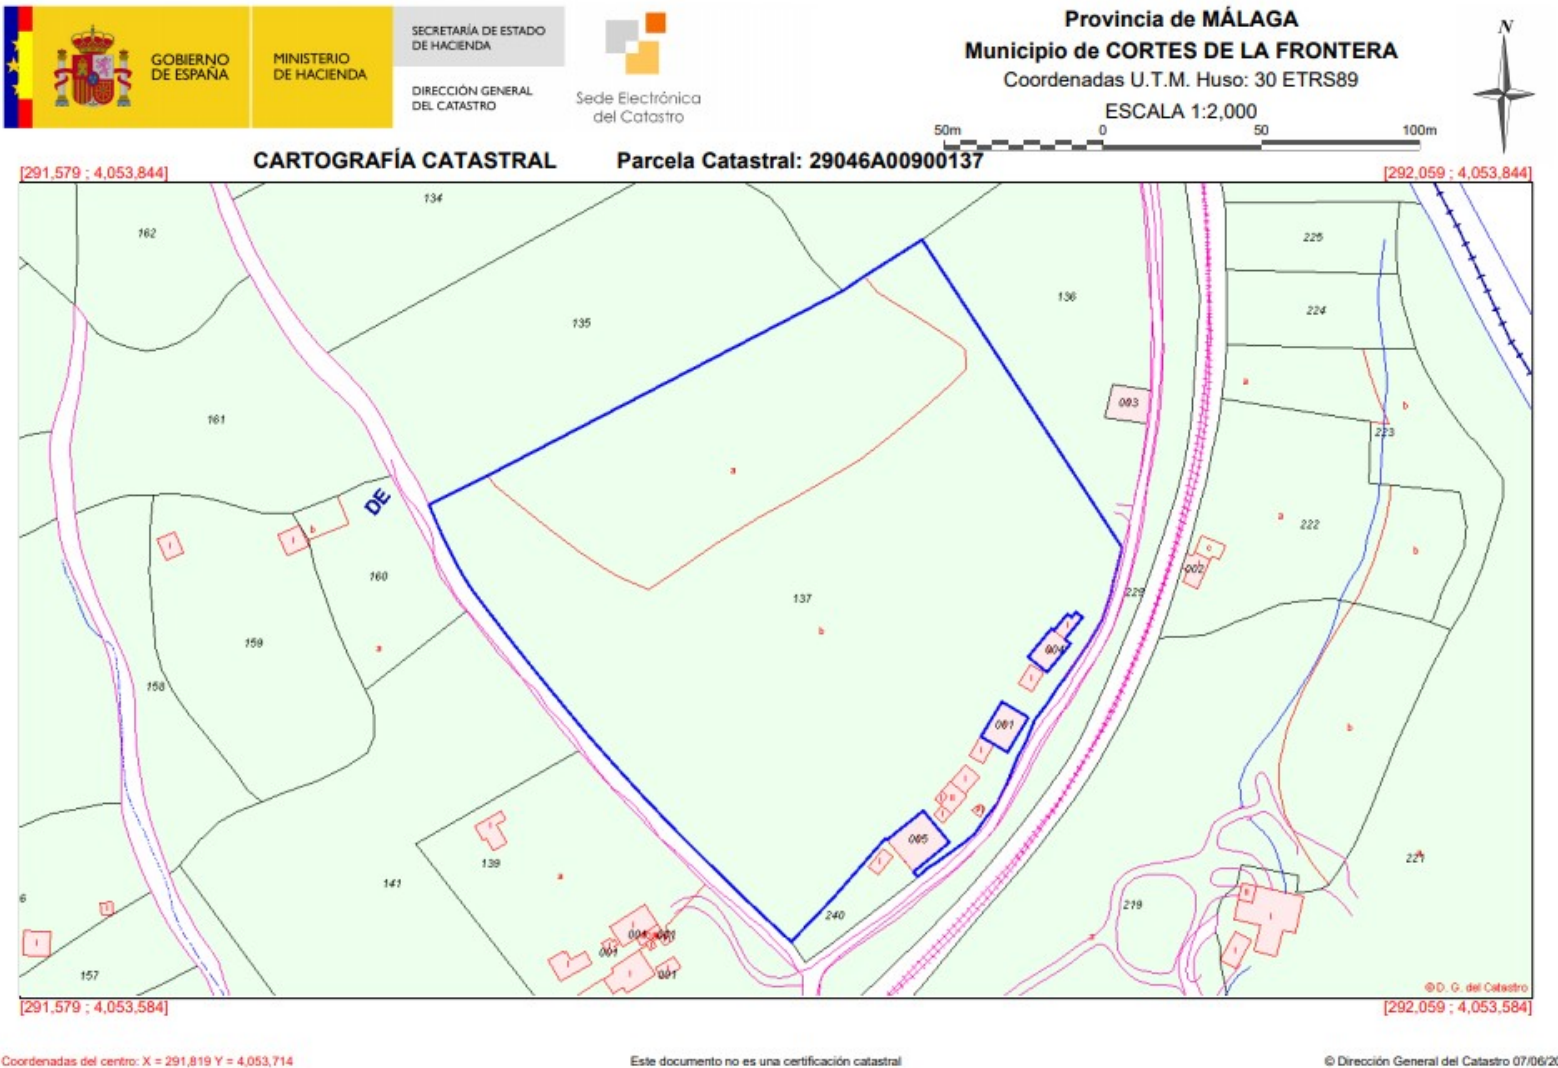 GOBIERNO
DE ESPAÑA
MINISTERIO
DE HACIENDA
SECRETARÍA DE ESTADO
DE HACIENDA
DIRECCIÓN GENERAL
DEL CATASTRO
Sede Electrónica
del Catastro
Provincia de MÁLAGA
Municipio de CORTES DE LA FRONTERA
Coordenadas U.T.M. Huso: 30 ETRS89
ESCALA 1:2,000
50m 0 50 100m
N
CARTOGRAFÍA CATASTRAL Parcela Catastral: 29046A00900137
[291,579 ; 4,053,844] [292,059 ; 4,053,844]
134
162
225
136
224
135
a
b
003
161
223
a
DE
a
222
b
b
002
160
137
229
b
159
a
004
158
001
b
005
139
a
141
221
240
219
6
001
001
157
001
© D. G. del Catastro
[291,579 ; 4,053,584] [292,059 ; 4,053,584]
Coordenadas del centro: X = 291,819 Y = 4,053,714
Este documento no es una certificación catastral
© Dirección General del Catastro 07/06/20